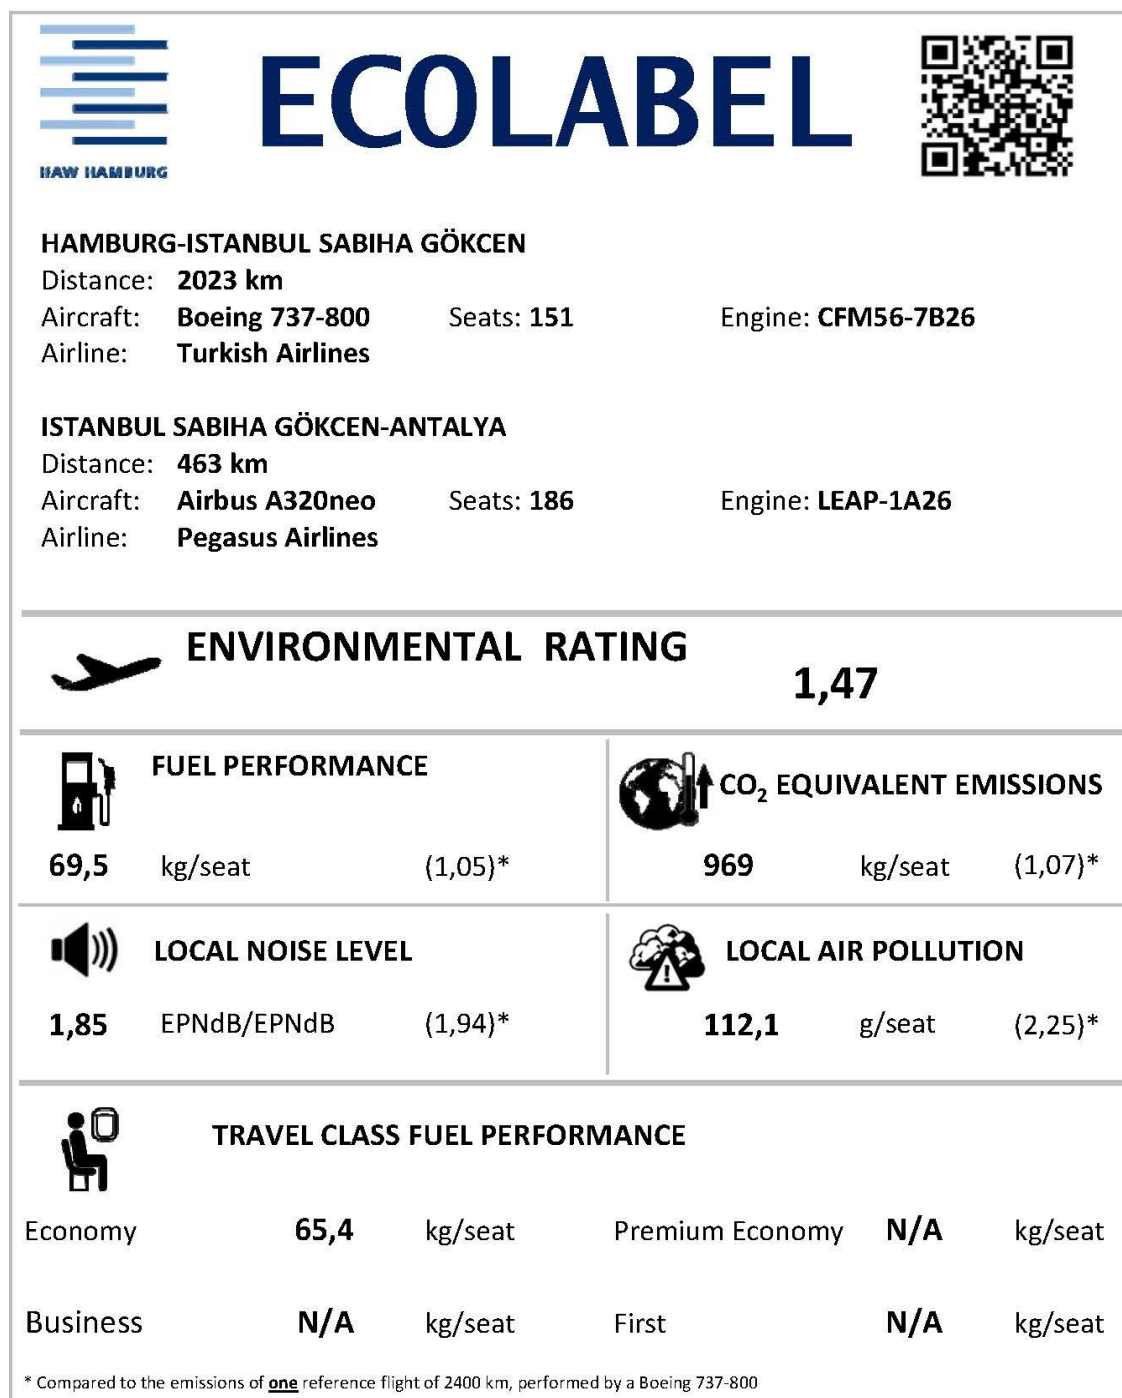 HAW HAMBURG
ECOLABEL
HAMBURG-ISTANBUL SABIHA GÖKCEN
Distance: 2023 km
Aircraft: Boeing 737-800 Seats: 151 Engine: CFM56-7B26
Airline: Turkish Airlines
ISTANBUL SABIHA GÖKCEN-ANTALYA
Distance: 463 km
Aircraft: Airbus A320neo Seats: 186 Engine: LEAP-1A26
Airline: Pegasus Airlines
ENVIRONMENTAL RATING
1,47
FUEL PERFORMANCE
69,5 kg/seat (1,05)*
CO₂ EQUIVALENT EMISSIONS
969 kg/seat (1,07)*
LOCAL NOISE LEVEL
1,85 EPNdB/EPNdB (1,94)*
LOCAL AIR POLLUTION
112,1 g/seat (2,25)*
TRAVEL CLASS FUEL PERFORMANCE
Economy 65,4 kg/seat Premium Economy N/A kg/seat
Business N/A kg/seat First N/A kg/seat
* Compared to the emissions of one reference flight of 2400 km, performed by a Boeing 737-800